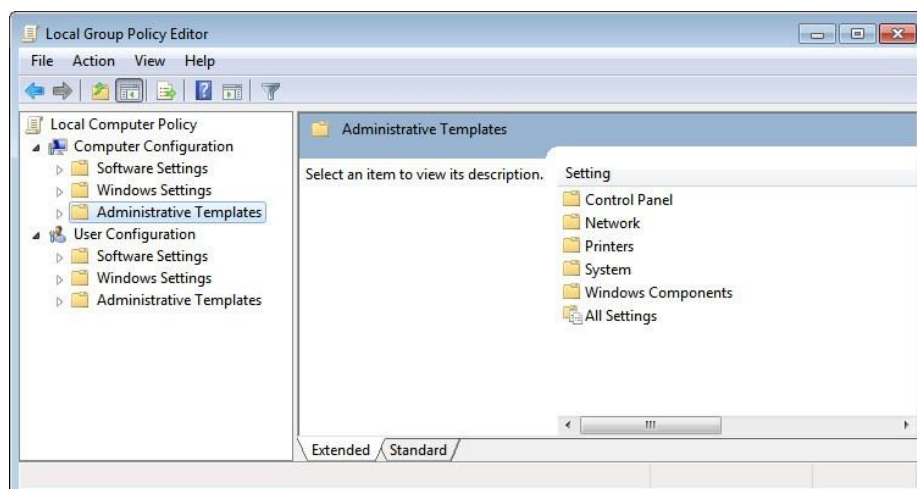 Local Group Policy Editor
File Action View Help
Local Computer Policy
Computer Configuration
Software Settings
Windows Settings
Administrative Templates
User Configuration
Software Settings
Windows Settings
Administrative Templates
Administrative Templates
Select an item to view its description.
Setting
Control Panel
Network
Printers
System
Windows Components
All Settings
Extended Standard